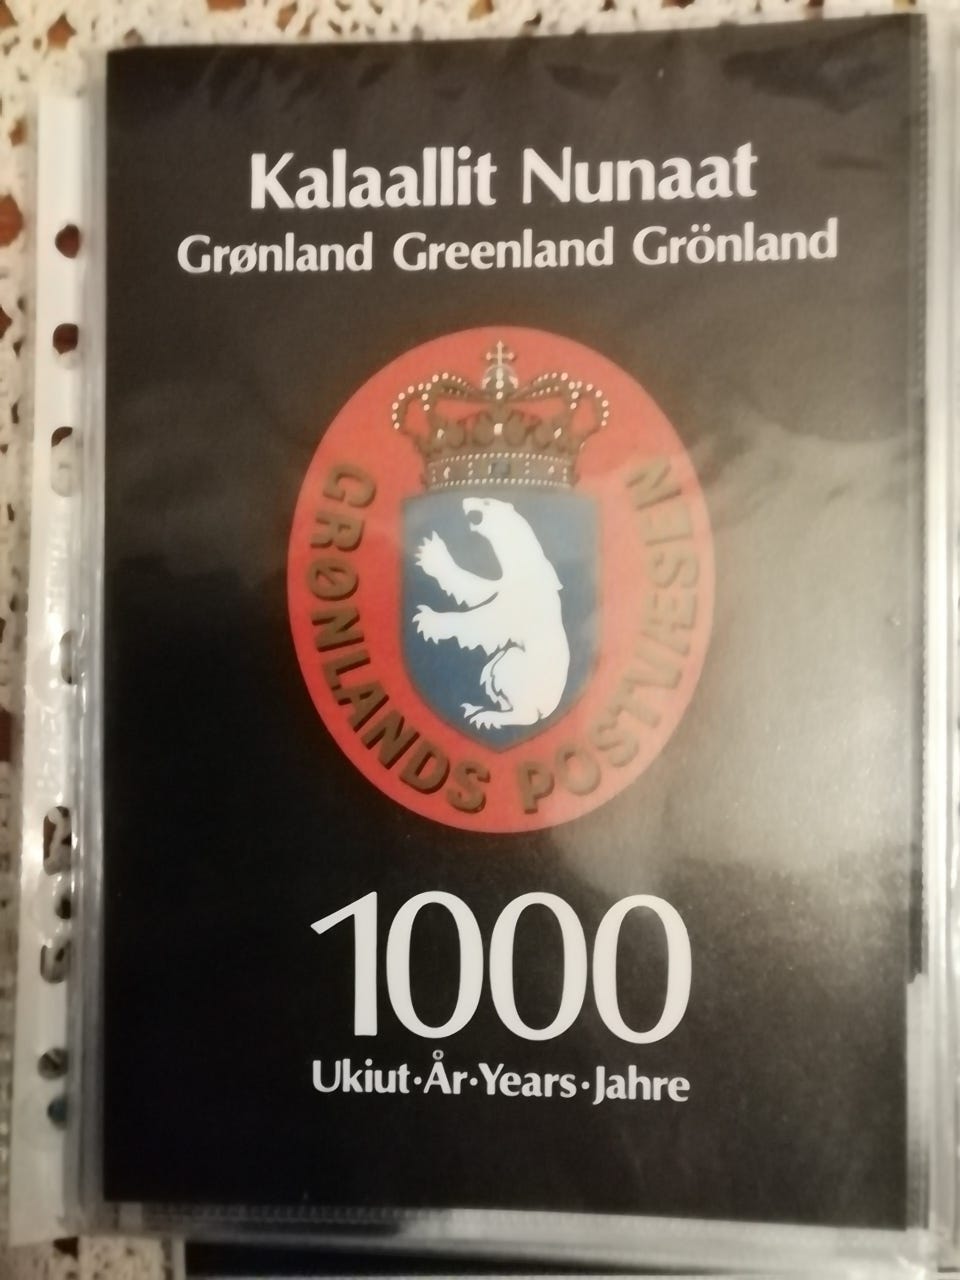 Kalaallit Nunaat
Grønland Greenland Grönland
GRØNLANDS POSTVÆSEN
1000
Ukiut·År·Years·Jahre